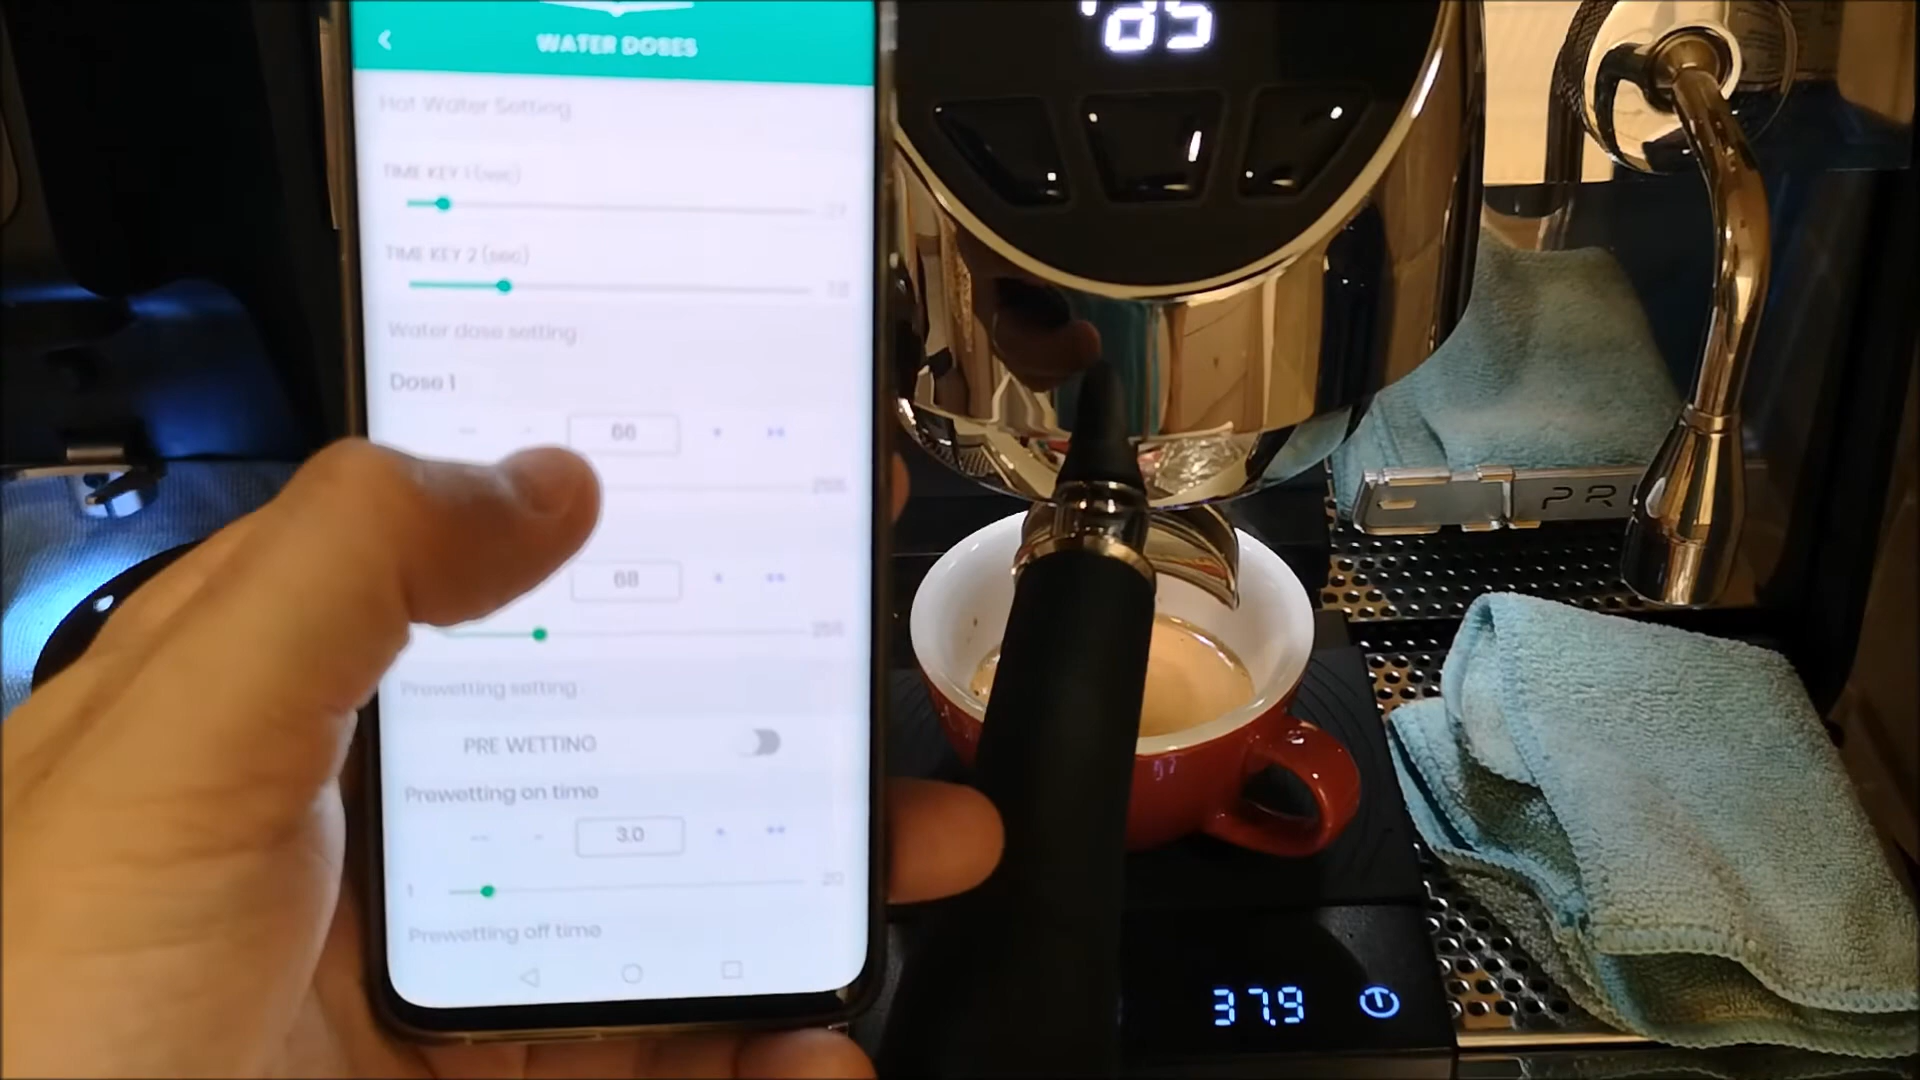 WATER DOSES
Hot Water Setting
TIME KEY 1 (sec)
TIME KEY 2 (sec)
Water dose setting
Dose 1
66
255
68
255
Prewetting setting
PRE WETTING
Prewetting on time
3.0
1
20
Prewetting off time
37.9